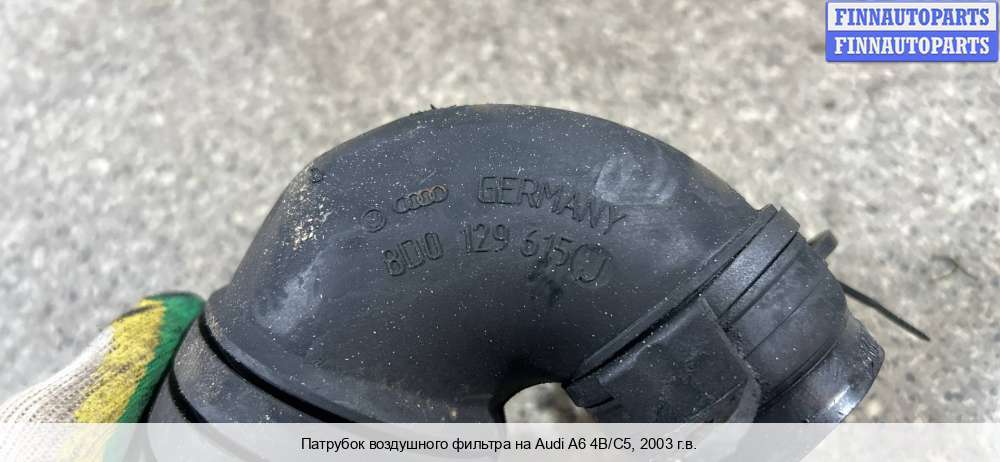 FINNAUTOPARTS
FINNAUTOPARTS
GERMANY
8D0 129 615
Патрубок воздушного фильтра на Audi A6 4B/C5, 2003 г.в.